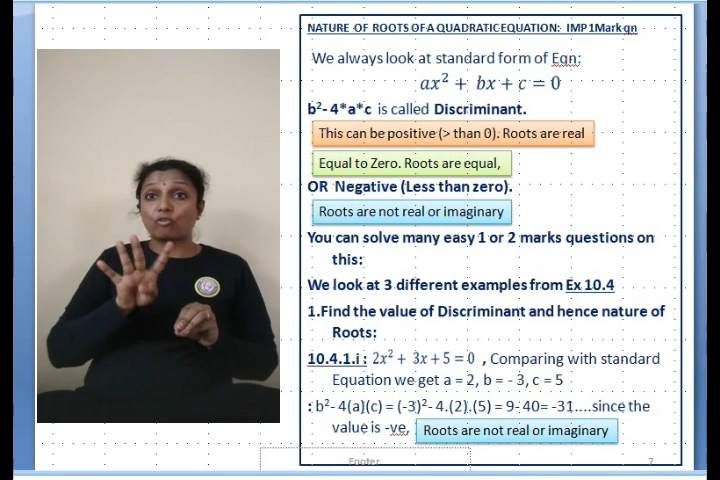 NATURE OF ROOTS OF A QUADRATIC EQUATION: IMP 1Mark qn
We always look at standard form of Eqn:
ax² + bx + c = 0
b²- 4*a*c is called Discriminant.
This can be positive (> than 0). Roots are real
Equal to Zero. Roots are equal,
OR Negative (Less than zero).
Roots are not real or imaginary
You can solve many easy 1 or 2 marks questions on
this:
We look at 3 different examples from Ex 10.4
1.Find the value of Discriminant and hence nature of
Roots:
10.4.1.i : 2x² + 3x + 5 = 0 , Comparing with standard
Equation we get a = 2, b = - 3, c = 5
: b²- 4(a)(c) = (-3)²- 4.(2).(5) = 9- 40= -31....since the
value is -ve,
Roots are not real or imaginary
Footer
7